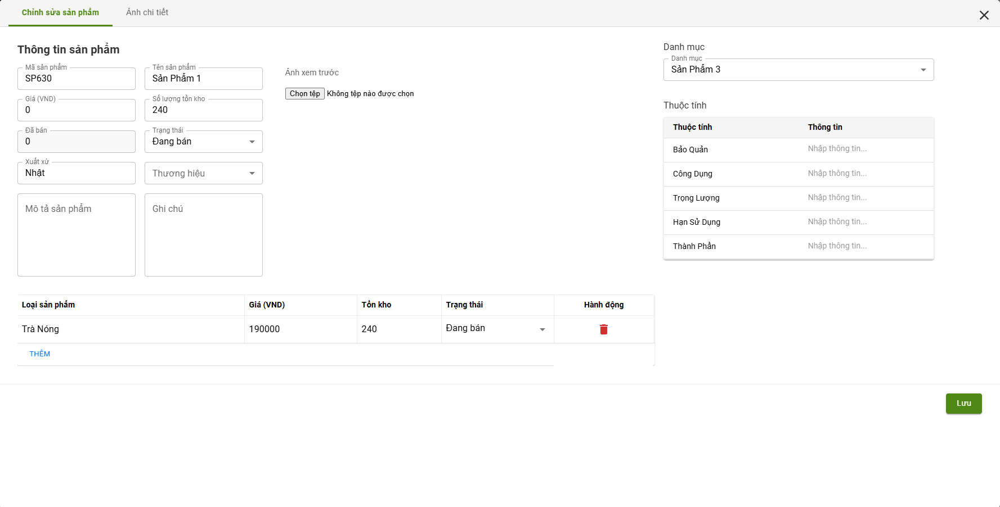 Chỉnh sửa sản phẩm
Ảnh chi tiết
Thông tin sản phẩm
Mã sản phẩm
SP630
Tên sản phẩm
Sản Phẩm 1
Giá (VND)
0
Số lượng tồn kho
240
Đã bán
0
Trạng thái
Đang bán
Xuất xứ
Nhật
Thương hiệu
Mô tả sản phẩm
Ghi chú
Ảnh xem trước
Chọn tệp Không tệp nào được chọn
Danh mục
Danh mục
Sản Phẩm 3
Thuộc tính
Thuộc tính Thông tin
Bảo Quản Nhập thông tin...
Công Dụng Nhập thông tin...
Trọng Lượng Nhập thông tin...
Hạn Sử Dụng Nhập thông tin...
Thành Phần Nhập thông tin...
Loại sản phẩm Giá (VND) Tồn kho Trạng thái Hành động
Trà Nóng 190000 240 Đang bán
THÊM
Lưu